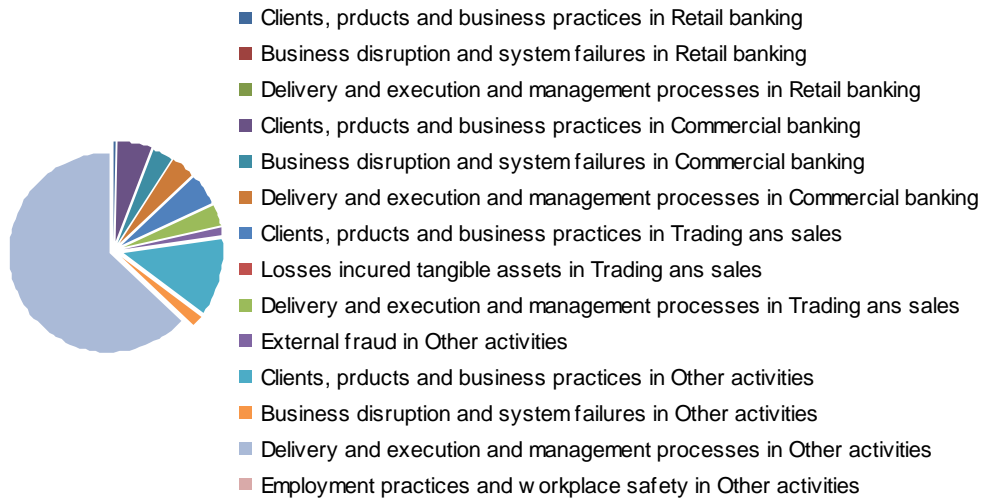 Clients, prducts and business practices in Retail banking
Business disruption and system failures in Retail banking
Delivery and execution and management processes in Retail banking
Clients, prducts and business practices in Commercial banking
Business disruption and system failures in Commercial banking
Delivery and execution and management processes in Commercial banking
Clients, prducts and business practices in Trading ans sales
Losses incured tangible assets in Trading ans sales
Delivery and execution and management processes in Trading ans sales
External fraud in Other activities
Clients, prducts and business practices in Other activities
Business disruption and system failures in Other activities
Delivery and execution and management processes in Other activities
Employment practices and workplace safety in Other activities